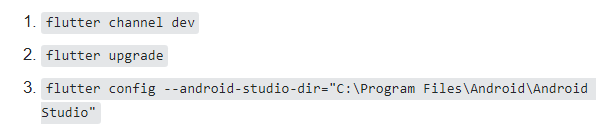 1. flutter channel dev
2. flutter upgrade
3. flutter config --android-studio-dir="C:\Program Files\Android\Android
Studio"